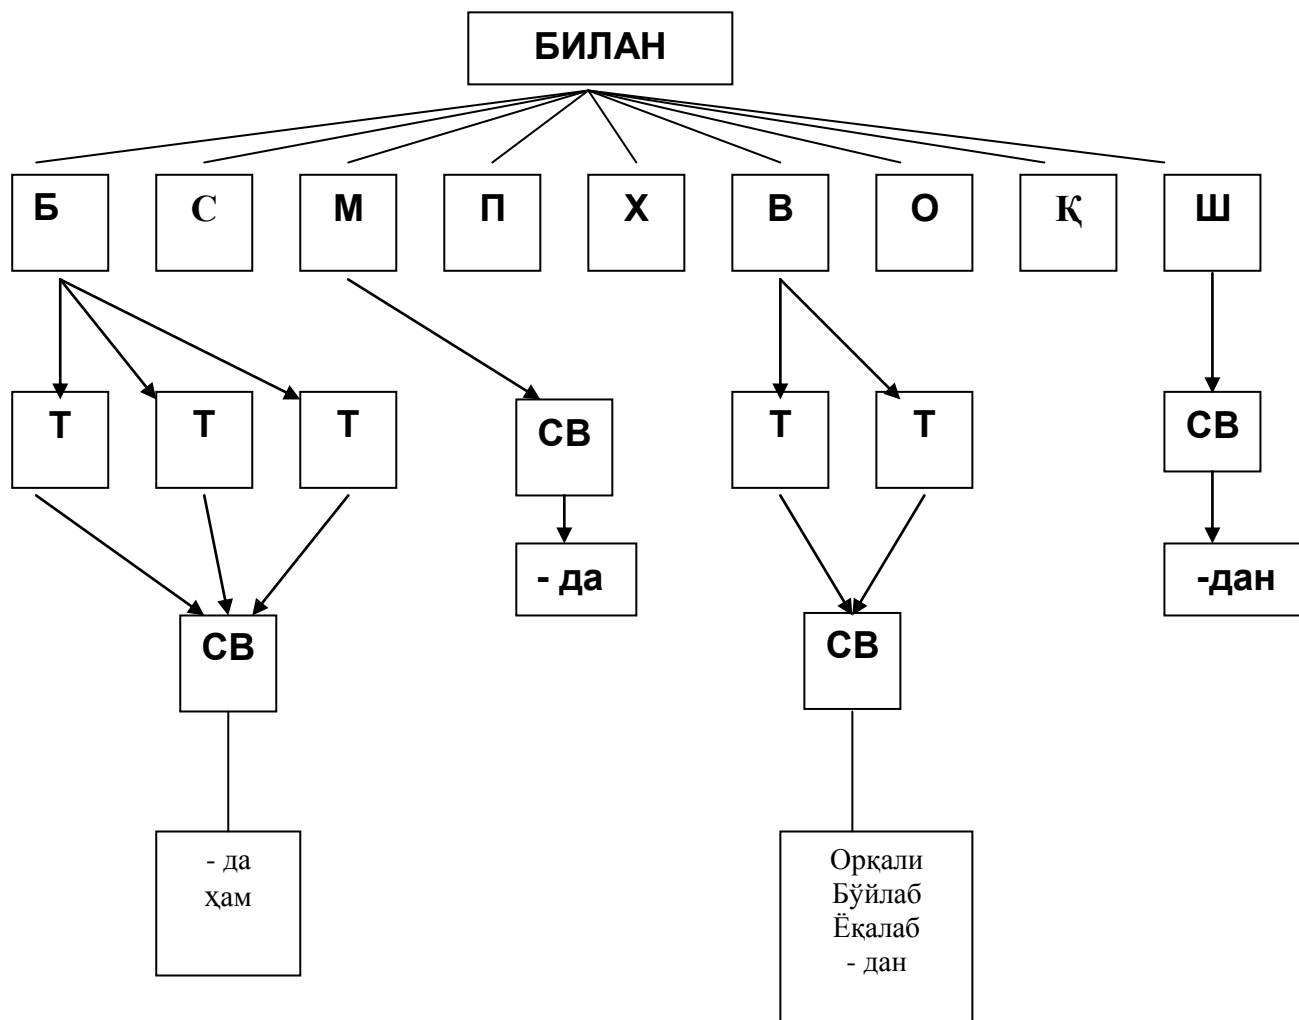 БИЛАН
Б С М П Х В О Қ Ш
Т Т Т СВ Т Т СВ
- да -дан
СВ СВ
- да
ҳам
Орқали
Бўйлаб
Ёқалаб
- дан